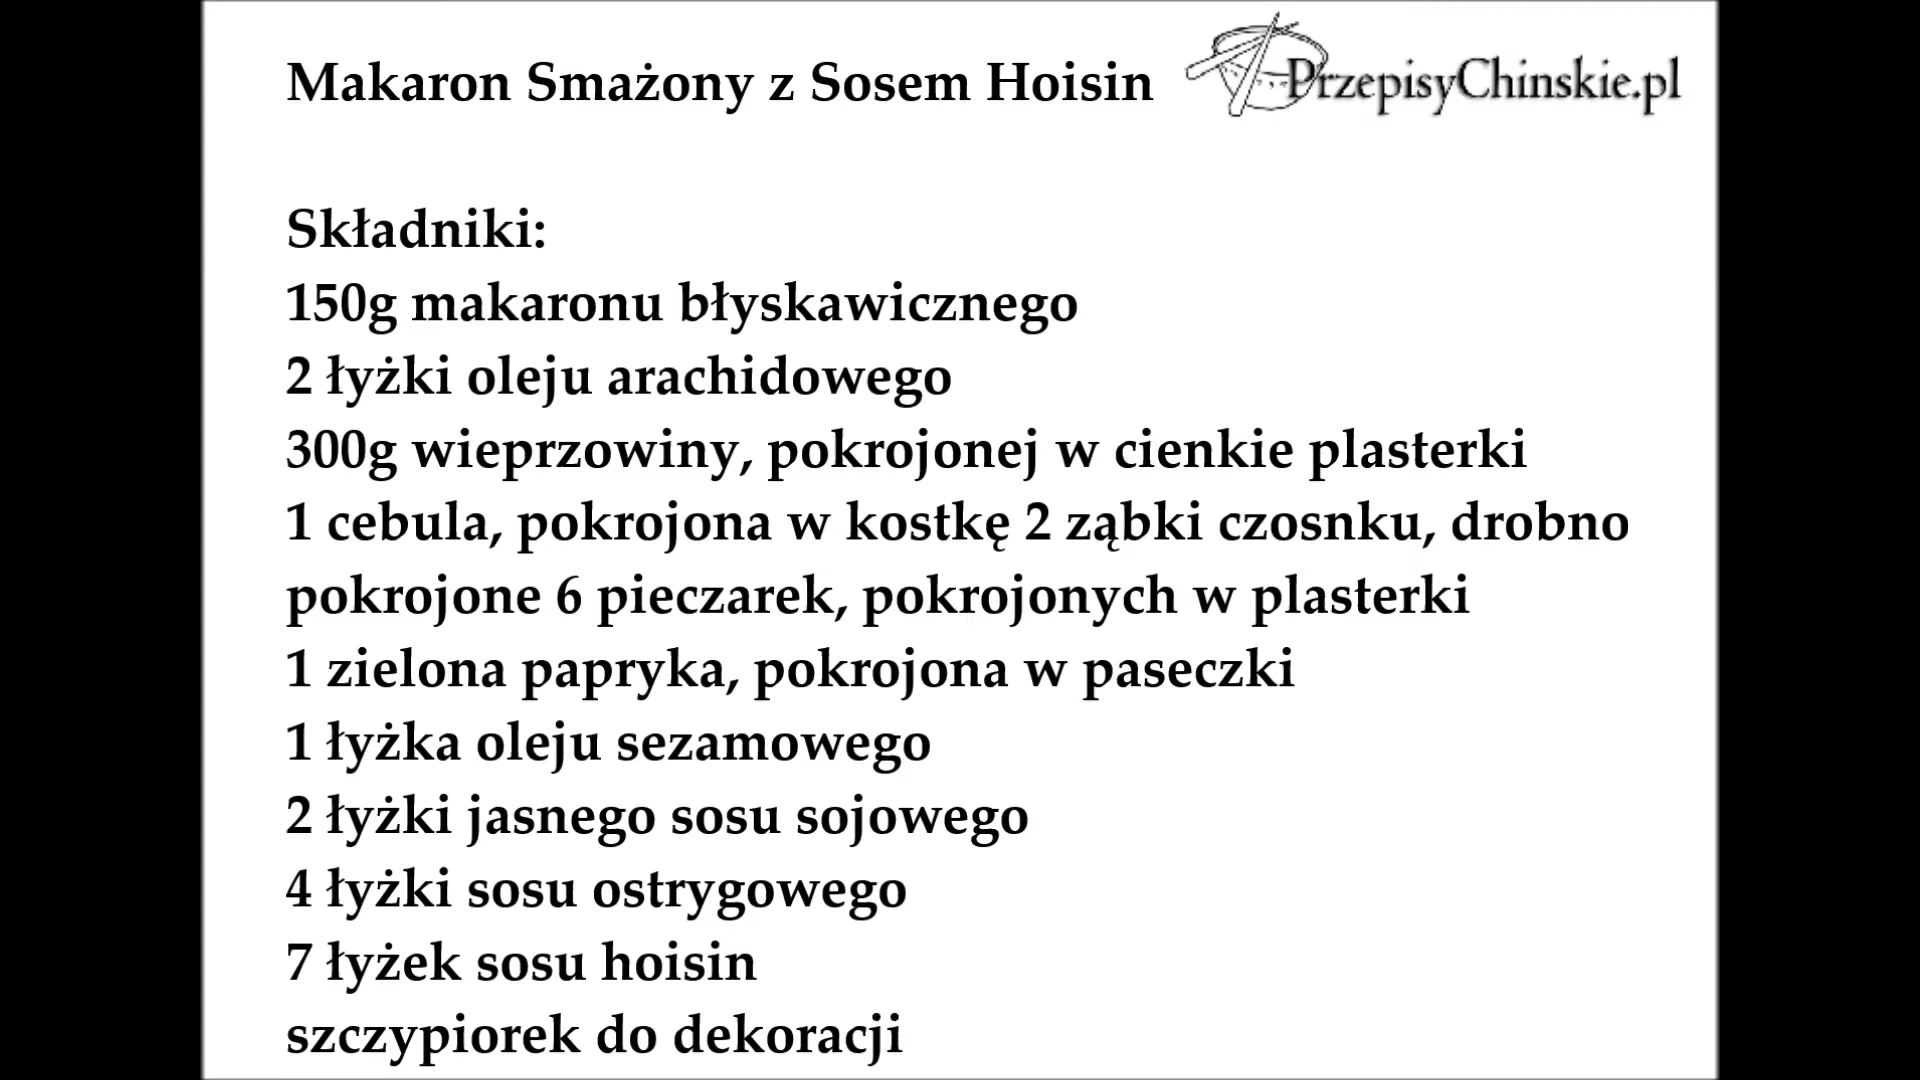 Makaron Smażony z Sosem Hoisin
PrzepisyChinskie.pl
Składniki:
150g makaronu błyskawicznego
2 łyżki oleju arachidowego
300g wieprzowiny, pokrojonej w cienkie plasterki
1 cebula, pokrojona w kostkę 2 ząbki czosnku, drobno
pokrojone 6 pieczarek, pokrojonych w plasterki
1 zielona papryka, pokrojona w paseczki
1 łyżka oleju sezamowego
2 łyżki jasnego sosu sojowego
4 łyżki sosu ostrygowego
7 łyżek sosu hoisin
szczypiorek do dekoracji